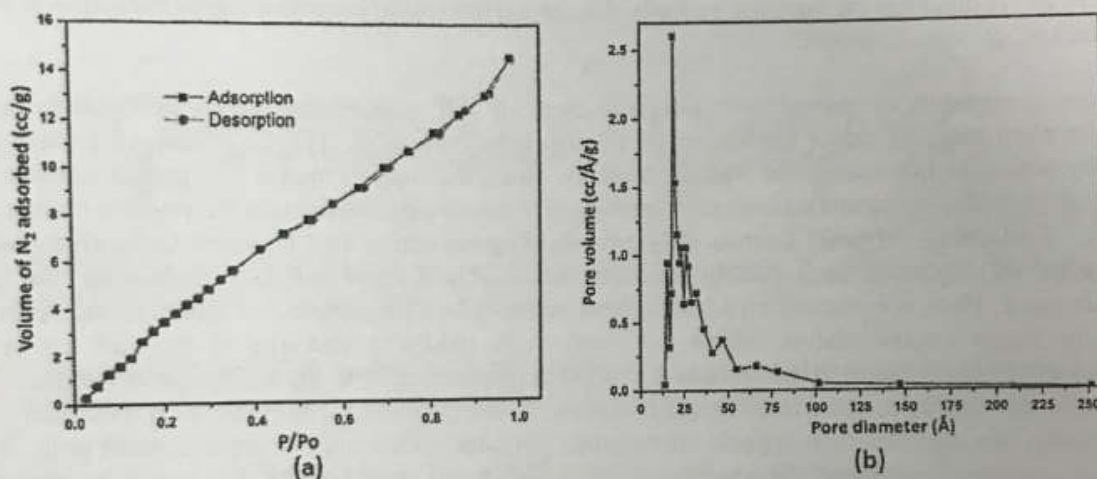 16
14
12
10
8
6
4
2
0
Volume of N₂ adsorbed (cc/g)
Adsorption
Desorption
0.0 0.2 0.4 0.6 0.8 1.0
P/Po
(a)
2.5
2.0
1.5
1.0
0.5
0.0
Pore volume (cc/Å/g)
0 25 50 75 100 125 150 175 200 225 250
Pore diameter (Å)
(b)